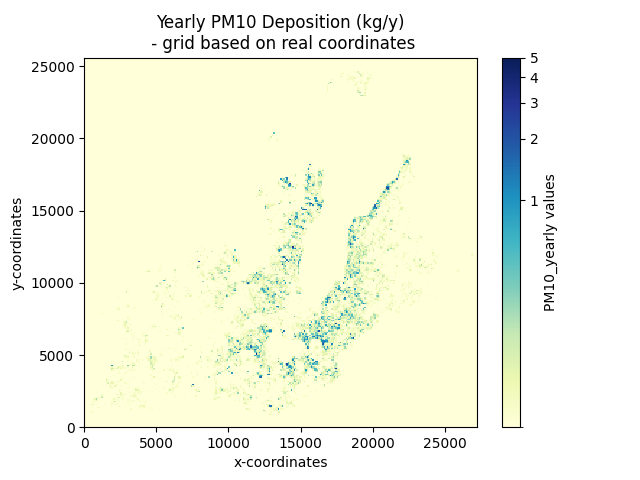 Yearly PM10 Deposition (kg/y)
- grid based on real coordinates
25000
20000
15000
10000
5000
0
y-coordinates
0 5000 10000 15000 20000 25000
x-coordinates
5
4
3
2
1
PM10_yearly values